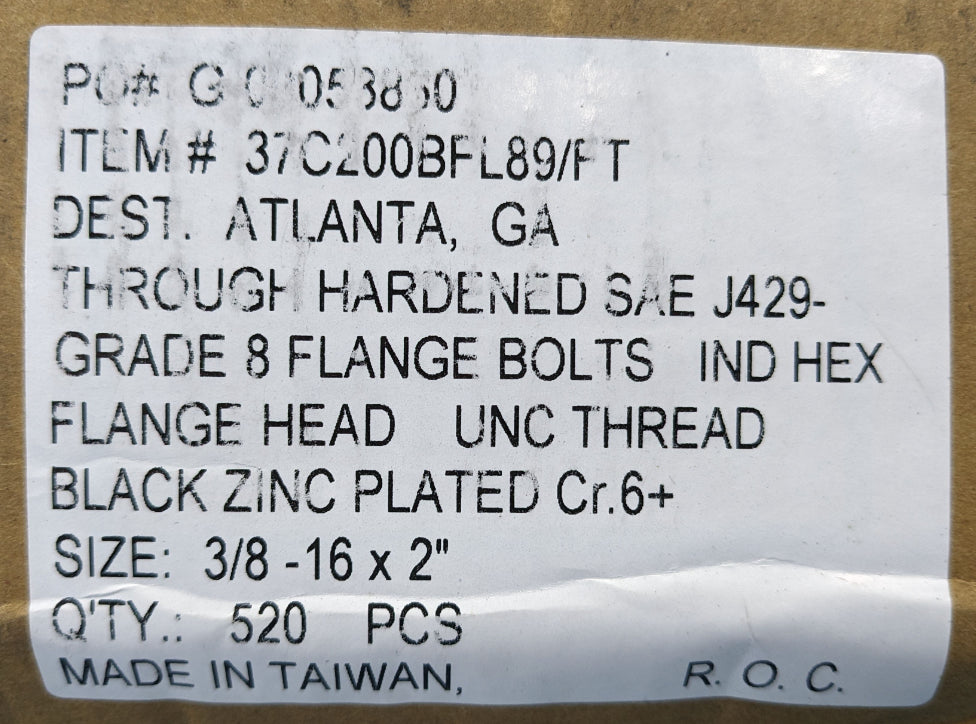 PO#
ITEM # 37C200BFL89/FT
DEST. ATLANTA, GA
THROUGH HARDENED SAE J429-
GRADE 8 FLANGE BOLTS IND HEX
FLANGE HEAD UNC THREAD
BLACK ZINC PLATED Cr.6+
SIZE: 3/8 -16 x 2"
Q'TY.: 520 PCS
MADE IN TAIWAN, R. O. C.